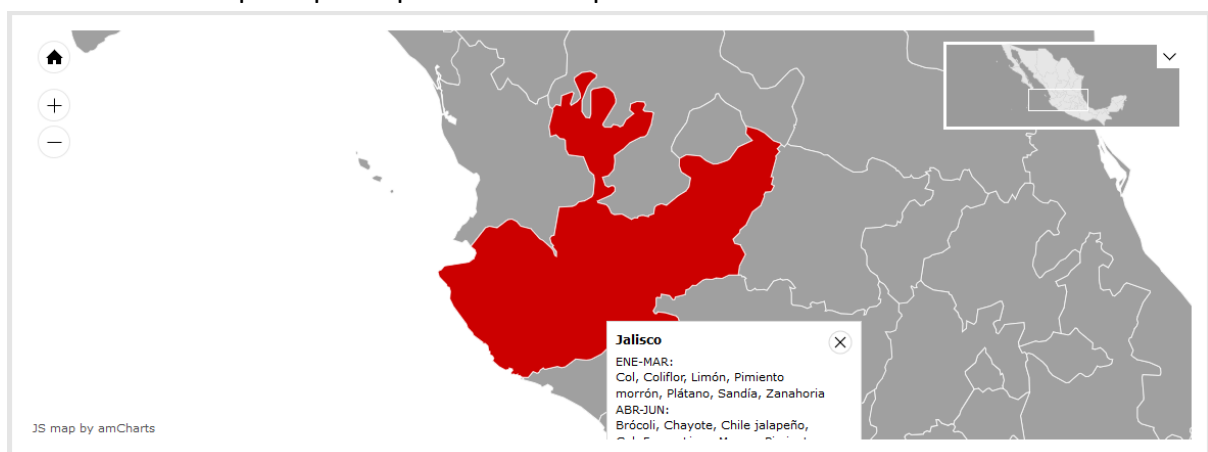 Jalisco
ENE-MAR:
Col, Coliflor, Limón, Pimiento
morrón, Plátano, Sandía, Zanahoria
ABR-JUN:
Brócoli, Chayote, Chile jalapeño,
JS map by amCharts